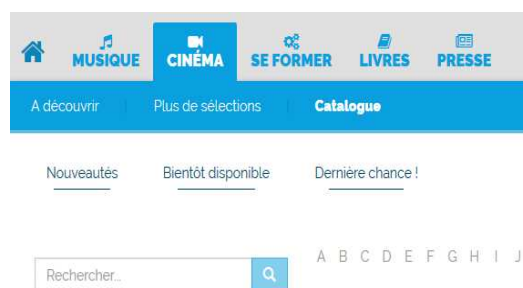 MUSIQUE CINÉMA SE FORMER LIVRES PRESSE
A découvrir Plus de sélections Catalogue
Nouveautés Bientôt disponible Dernière chance !
A B C D E F G H I J
Rechercher...